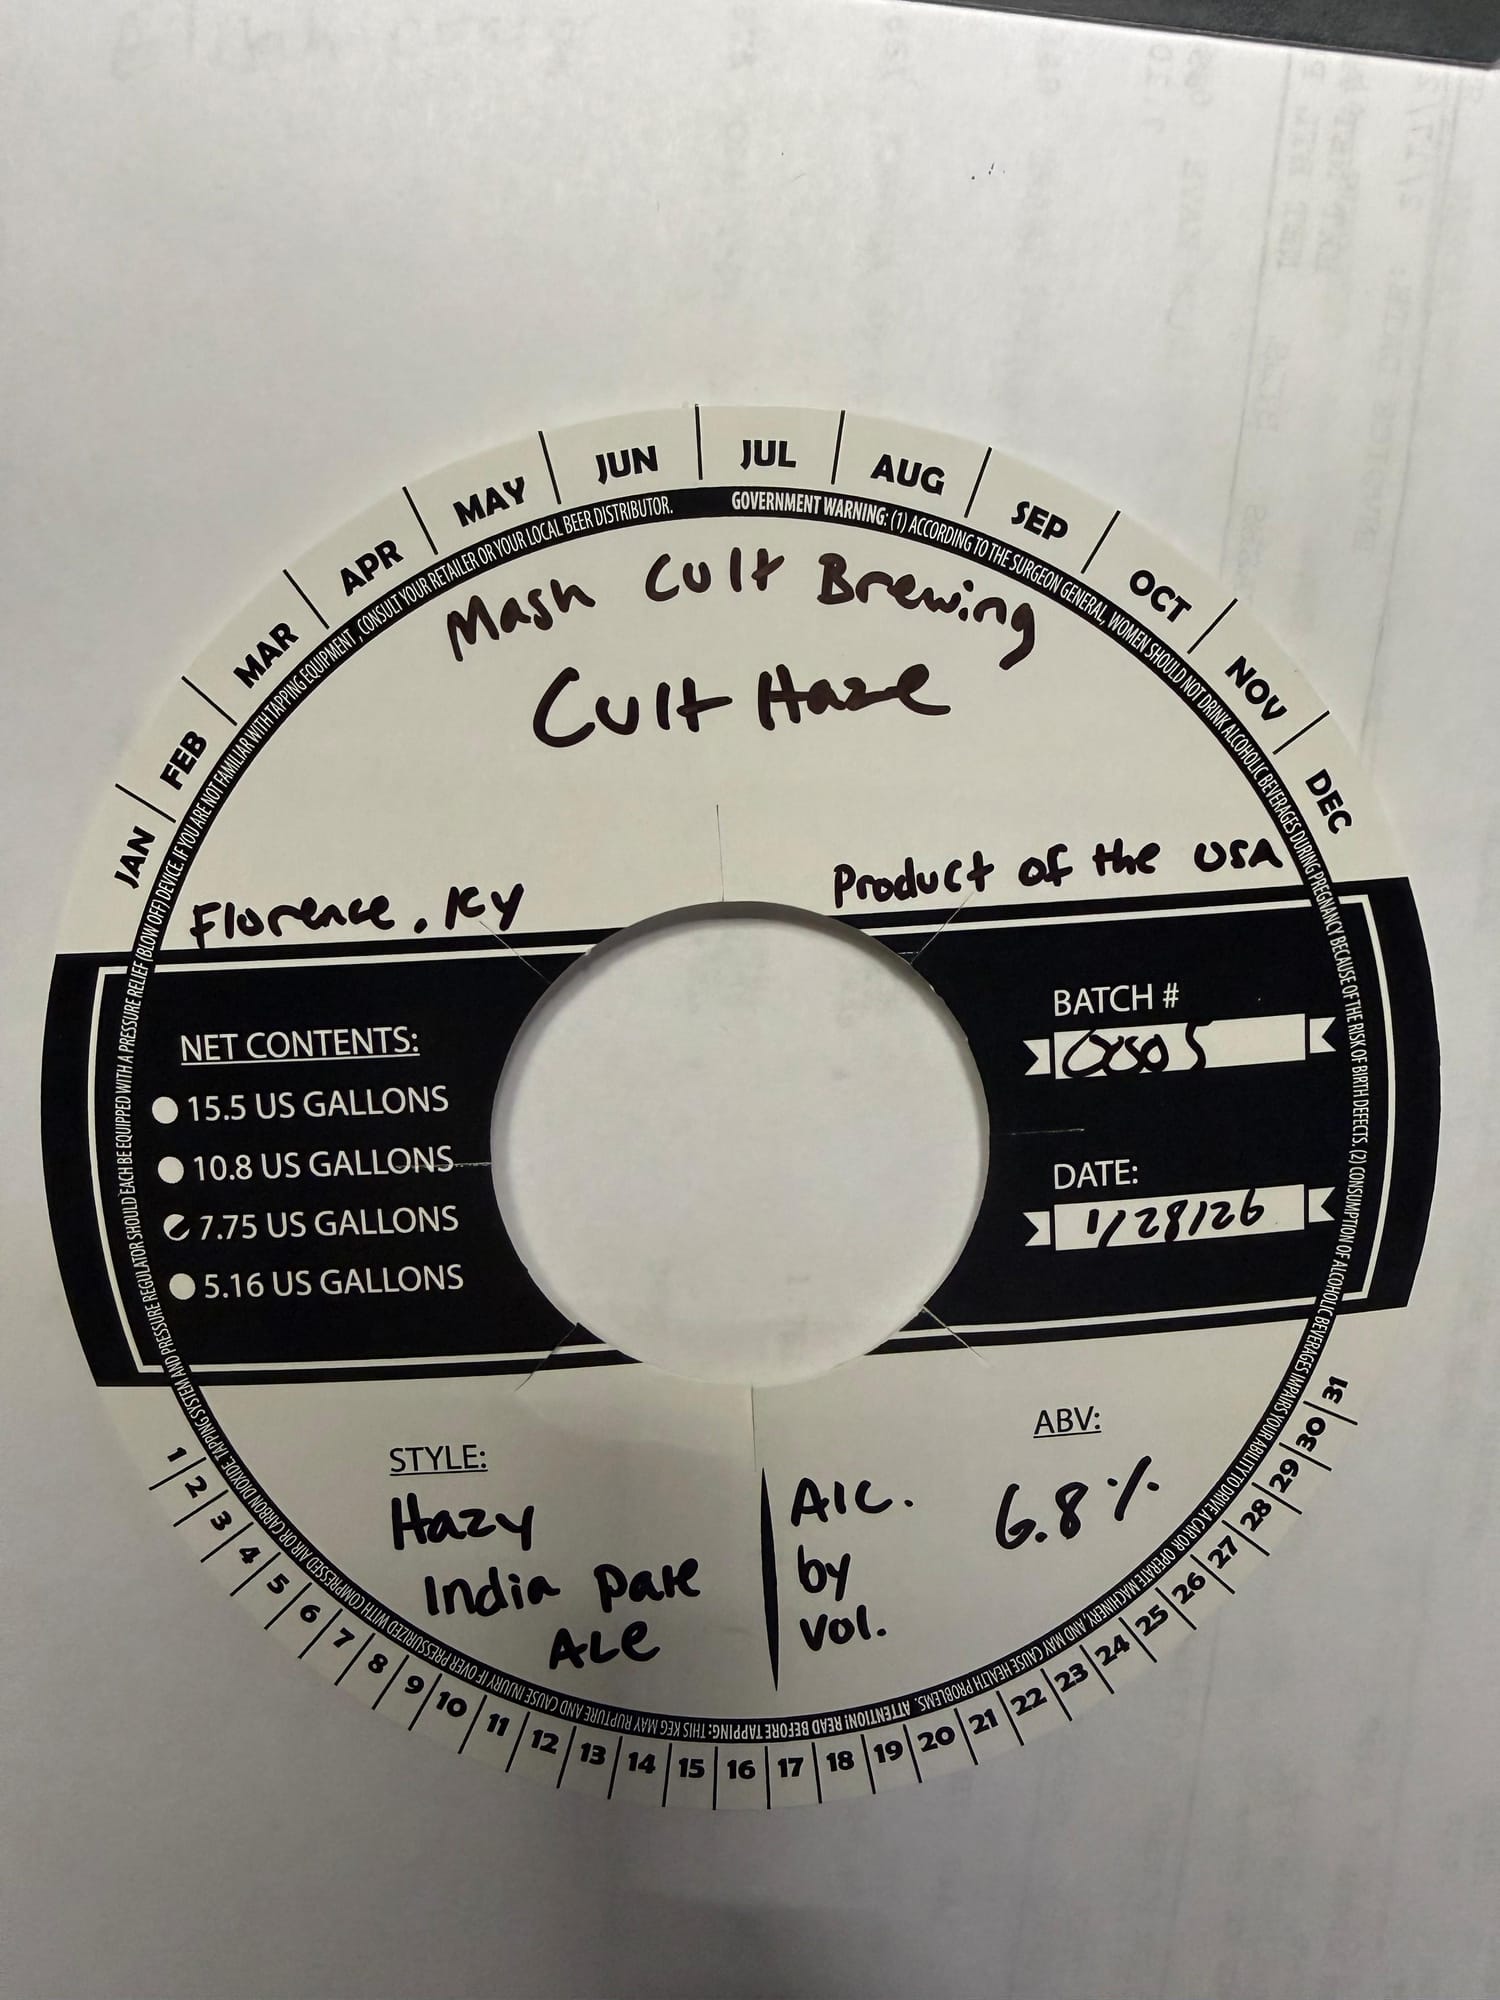 JAN FEB MAR APR MAY JUN JUL AUG SEP OCT NOV DEC
GOVERNMENT WARNING: (1) ACCORDING TO THE SURGEON GENERAL, WOMEN SHOULD NOT DRINK ALCOHOLIC BEVERAGES DURING PREGNANCY BECAUSE OF THE RISK OF BIRTH DEFECTS. (2) CONSUMPTION OF ALCOHOLIC BEVERAGES IMPAIRS YOUR ABILITY TO DRIVE A CAR OR OPERATE MACHINERY, AND MAY CAUSE HEALTH PROBLEMS.
ATTENTION! READ BEFORE TAPPING: THIS KEG MAY RUPTURE AND CAUSE INJURY IF OVER PRESSURIZED WITH COMPRESSED AIR OR CARBON DIOXIDE. TAPPING SYSTEM AND PRESSURE REGULATOR SHOULD EACH BE EQUIPPED WITH A PRESSURE RELIEF (BLOW OFF) DEVICE. IF YOU ARE NOT FAMILIAR WITH TAPPING EQUIPMENT, CONSULT YOUR RETAILER OR YOUR LOCAL BEER DISTRIBUTOR.
Mash Cult Brewing
Cult Haze
Florence, Ky
Product of the USA
NET CONTENTS:
15.5 US GALLONS
10.8 US GALLONS
7.75 US GALLONS
5.16 US GALLONS
BATCH #
DATE:
1/28/26
STYLE:
Hazy
India Pale
Ale
Alc.
by
vol.
ABV:
6.8%
1 2 3 4 5 6 7 8 9 10 11 12 13 14 15 16 17 18 19 20 21 22 23 24 25 26 27 28 29 30 31